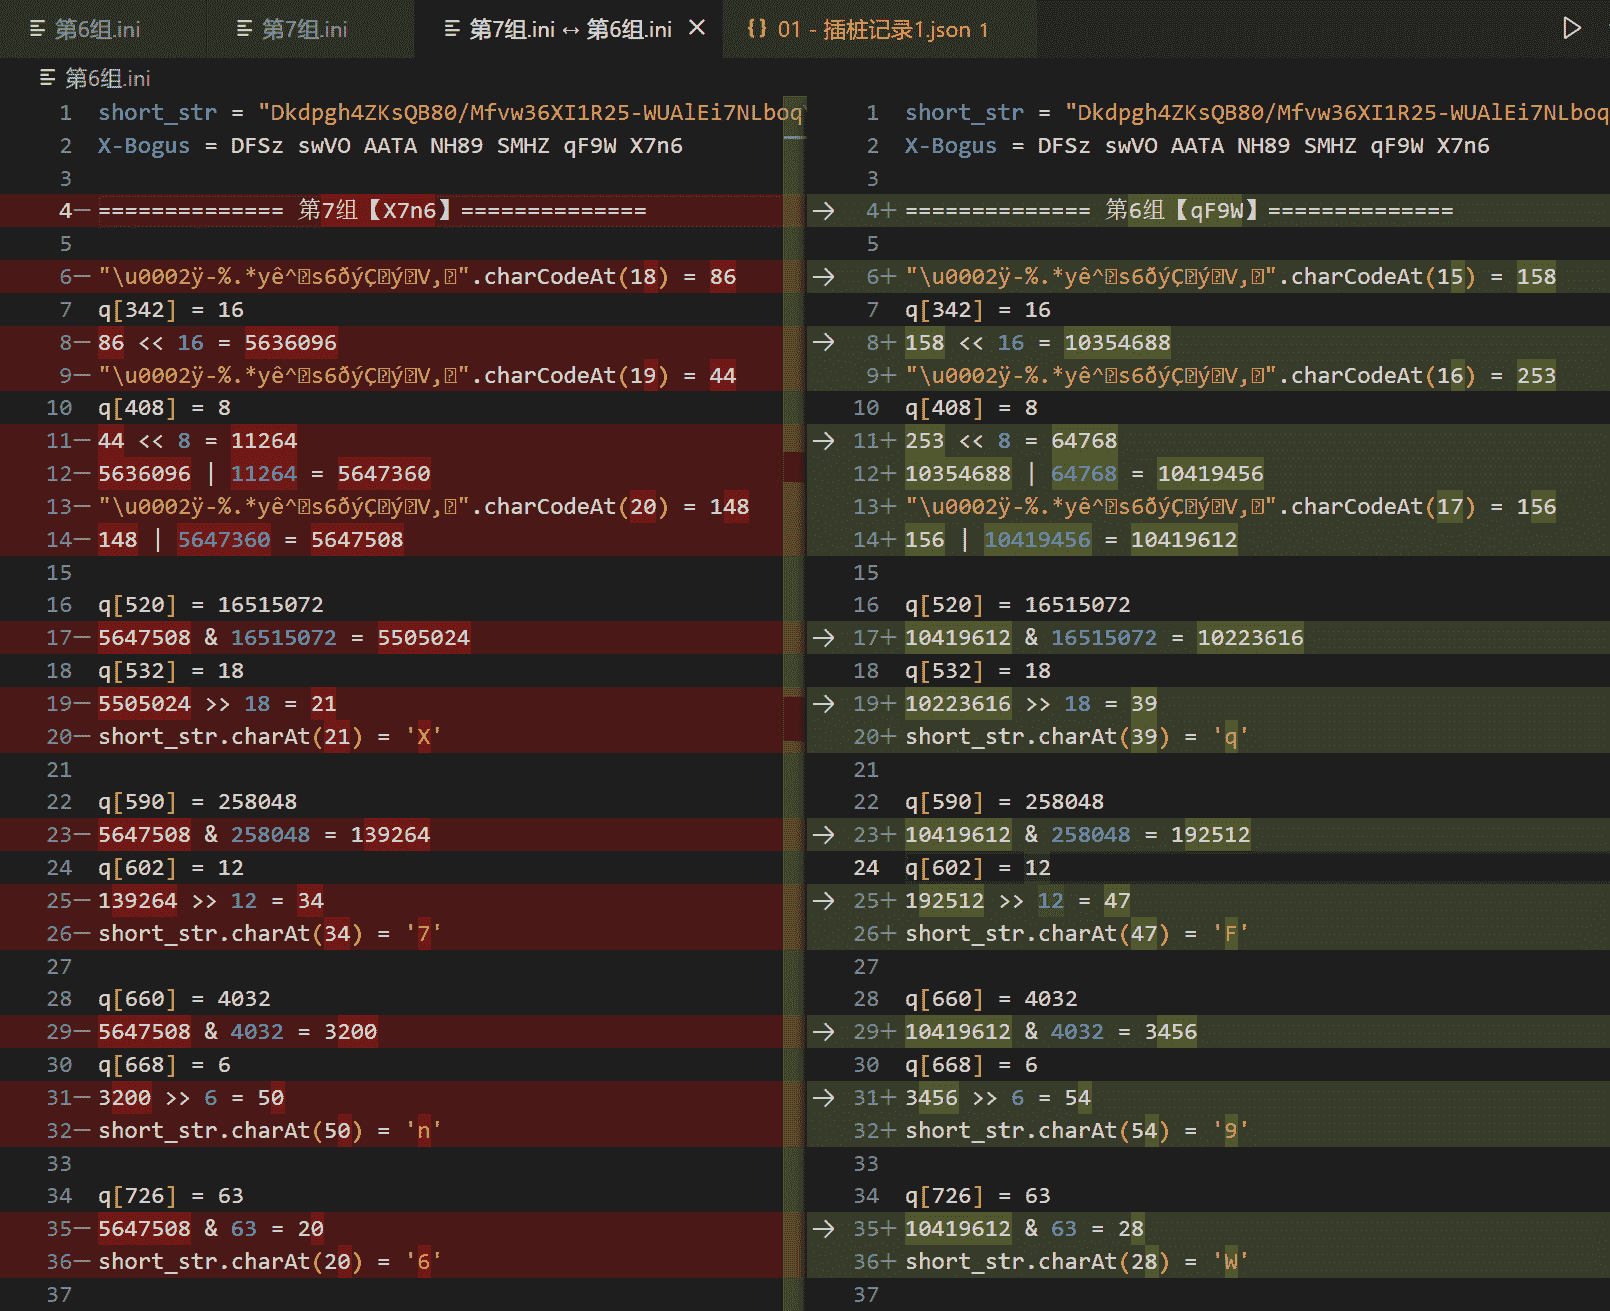 第6组.ini
第7组.ini
第7组.ini ↔ 第6组.ini ×
{} 01 - 插桩记录1.json 1
第6组.ini
1 short_str = "Dkdpgh4ZKsQB80/Mfvw36XI1R25-WUAlEi7NLboq
2 X-Bogus = DFSz swVO AATA NH89 SMHZ qF9W X7n6
3
4— ============== 第7组【X7n6】==============
5
6— "\u0002ÿ-%.*yê^s6ðýÇýV,".charCodeAt(18) = 86
7 q[342] = 16
8— 86 << 16 = 5636096
9— "\u0002ÿ-%.*yê^s6ðýÇýV,".charCodeAt(19) = 44
10 q[408] = 8
11— 44 << 8 = 11264
12— 5636096 | 11264 = 5647360
13— "\u0002ÿ-%.*yê^s6ðýÇýV,".charCodeAt(20) = 148
14— 148 | 5647360 = 5647508
15
16 q[520] = 16515072
17— 5647508 & 16515072 = 5505024
18 q[532] = 18
19— 5505024 >> 18 = 21
20— short_str.charAt(21) = 'X'
21
22 q[590] = 258048
23— 5647508 & 258048 = 139264
24 q[602] = 12
25— 139264 >> 12 = 34
26— short_str.charAt(34) = '7'
27
28 q[660] = 4032
29— 5647508 & 4032 = 3200
30 q[668] = 6
31— 3200 >> 6 = 50
32— short_str.charAt(50) = 'n'
33
34 q[726] = 63
35— 5647508 & 63 = 20
36— short_str.charAt(20) = '6'
37
1 short_str = "Dkdpgh4ZKsQB80/Mfvw36XI1R25-WUAlEi7NLboq
2 X-Bogus = DFSz swVO AATA NH89 SMHZ qF9W X7n6
3
→ 4+ ============== 第6组【qF9W】==============
5
→ 6+ "\u0002ÿ-%.*yê^s6ðýÇýV,".charCodeAt(15) = 158
7 q[342] = 16
→ 8+ 158 << 16 = 10354688
9+ "\u0002ÿ-%.*yê^s6ðýÇýV,".charCodeAt(16) = 253
10 q[408] = 8
→ 11+ 253 << 8 = 64768
12+ 10354688 | 64768 = 10419456
13+ "\u0002ÿ-%.*yê^s6ðýÇýV,".charCodeAt(17) = 156
14+ 156 | 10419456 = 10419612
15
16 q[520] = 16515072
→ 17+ 10419612 & 16515072 = 10223616
18 q[532] = 18
→ 19+ 10223616 >> 18 = 39
20+ short_str.charAt(39) = 'q'
21
22 q[590] = 258048
→ 23+ 10419612 & 258048 = 192512
24 q[602] = 12
→ 25+ 192512 >> 12 = 47
26+ short_str.charAt(47) = 'F'
27
28 q[660] = 4032
→ 29+ 10419612 & 4032 = 3456
30 q[668] = 6
→ 31+ 3456 >> 6 = 54
32+ short_str.charAt(54) = '9'
33
34 q[726] = 63
→ 35+ 10419612 & 63 = 28
36+ short_str.charAt(28) = 'W'
37